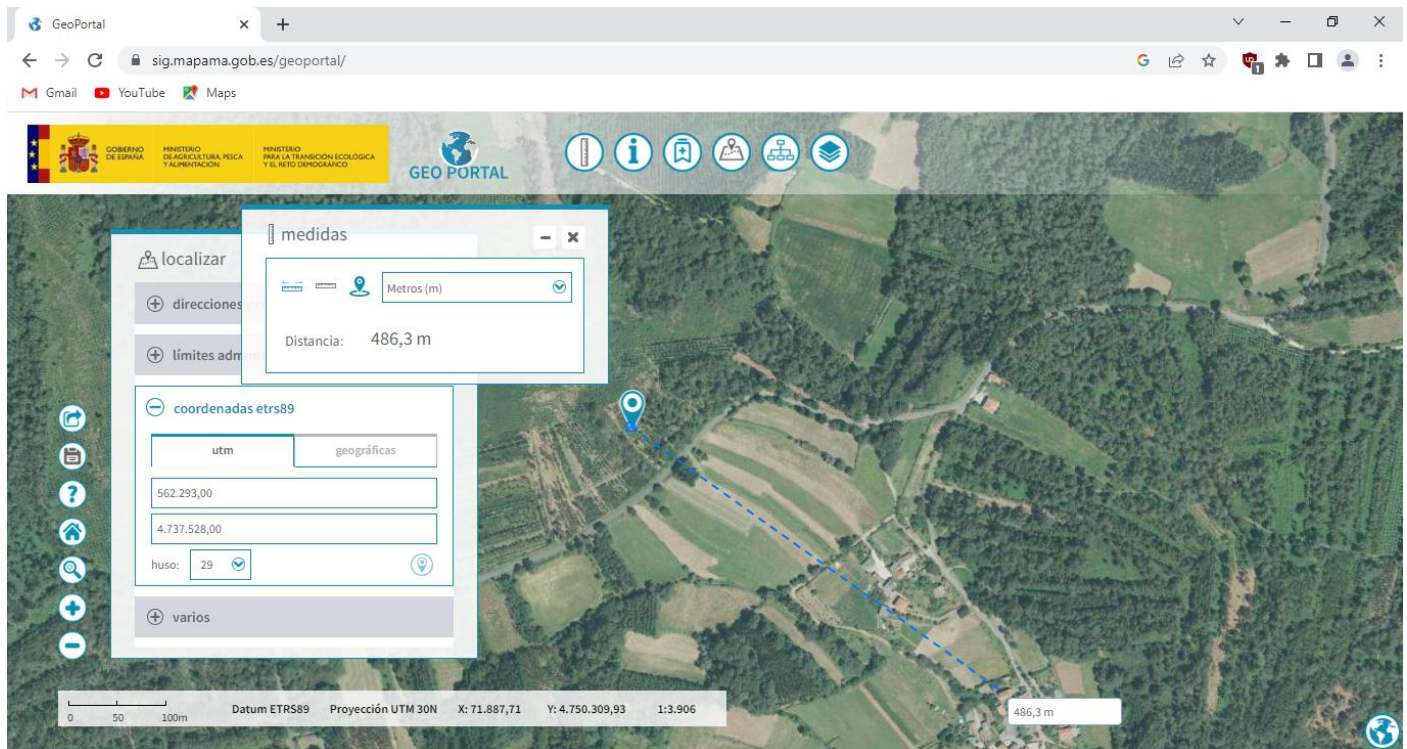 GeoPortal
sig.mapama.gob.es/geoportal/
Gmail YouTube Maps
GOBIERNO DE ESPAÑA
MINISTERIO DE AGRICULTURA, PESCA Y ALIMENTACIÓN
MINISTERIO PARA LA TRANSICIÓN ECOLÓGICA Y EL RETO DEMOGRÁFICO
GEO PORTAL
medidas
Metros (m)
Distancia: 486,3 m
localizar
direcciones
límites adm
coordenadas etrs89
utm geográficas
562.293,00
4.737.528,00
huso: 29
varios
0 50 100m Datum ETRS89 Proyección UTM 30N X: 71.887,71 Y: 4.750.309,93 1:3.906
486,3 m